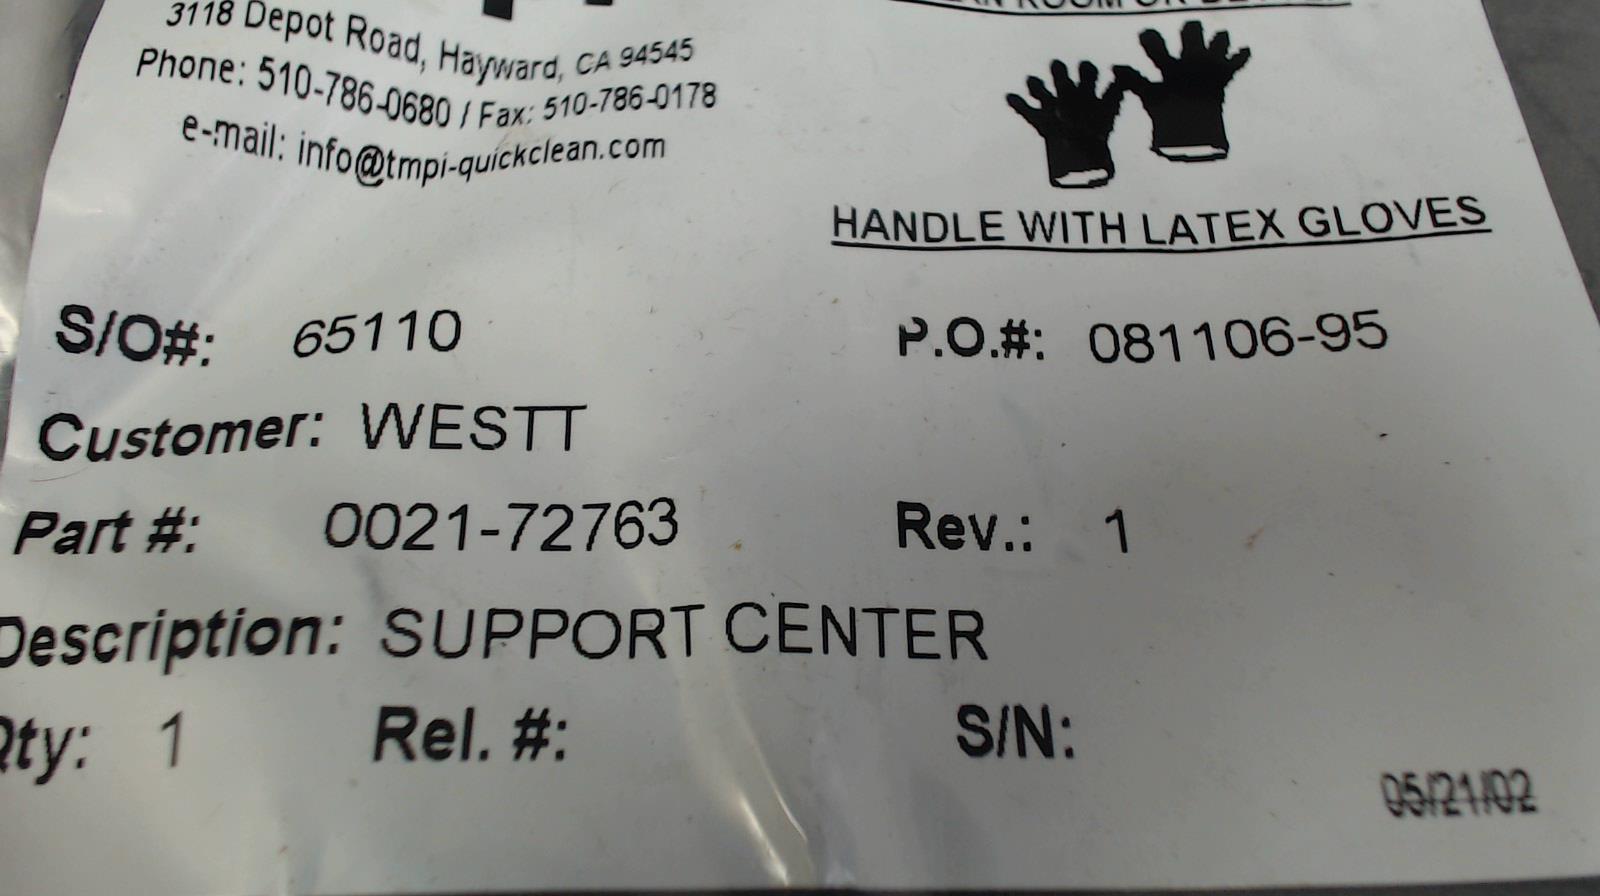 3118 Depot Road, Hayward, CA 94545
Phone: 510-786-0680 / Fax: 510-786-0178
e-mail: info@tmpi-quickclean.com
HANDLE WITH LATEX GLOVES
S/O#: 65110 P.O.#: 081106-95
Customer: WESTT
Part #: 0021-72763 Rev.: 1
Description: SUPPORT CENTER
Qty: 1 Rel. #: S/N:
05/21/02